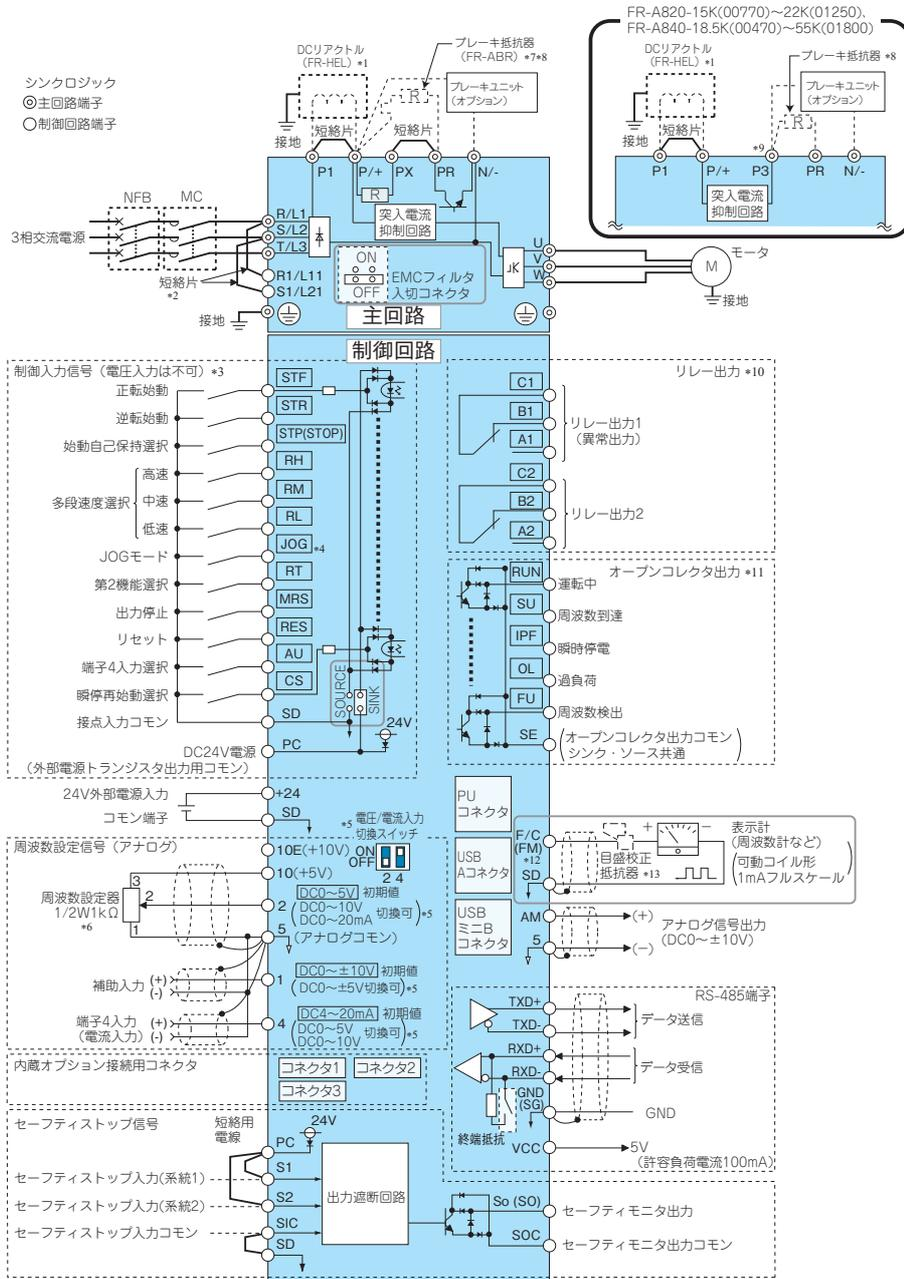 FR-A820-15K(00770)～22K(01250)、
FR-A840-18.5K(00470)～55K(01800)
DCリアクトル
(FR-HEL) *1
ブレーキ抵抗器 *8
ブレーキユニット
(オプション)
R
接地
短絡片
*9
P1
P/+
P3
PR
N/-
突入電流
抑制回路
シンクロジック
主回路端子
制御回路端子
DCリアクトル
(FR-HEL) *1
ブレーキ抵抗器
(FR-ABR) *7*8
ブレーキユニット
(オプション)
R
接地
短絡片
短絡片
P1
P/+
PX
PR
N/-
R
突入電流
抑制回路
NFB
MC
3相交流電源
R/L1
S/L2
T/L3
R1/L11
S1/L21
短絡片
*2
接地
ON
OFF
EMCフィルタ
入切コネクタ
主回路
U
V
W
M
モータ
接地
制御回路
制御入力信号（電圧入力は不可）*3
正転始動
STF
逆転始動
STR
始動自己保持選択
STP(STOP)
多段速度選択
高速
RH
中速
RM
低速
RL
JOGモード
JOG *4
第2機能選択
RT
出力停止
MRS
リセット
RES
端子4入力選択
AU
瞬停再始動選択
CS
接点入力コモン
SD
SOURCE
SINK
24V
DC24V電源
PC
(外部電源トランジスタ出力用コモン)
24V外部電源入力
+24
コモン端子
SD
リレー出力 *10
C1
B1
A1
リレー出力1
(異常出力)
C2
B2
A2
リレー出力2
オープンコレクタ出力 *11
RUN
運転中
SU
周波数到達
IPF
瞬時停電
OL
過負荷
FU
周波数検出
SE
オープンコレクタ出力コモン
シンク・ソース共通
周波数設定信号（アナログ）
*5 電圧/電流入力
切換スイッチ
10E(+10V)
ON
OFF
2 4
10(+5V)
周波数設定器
1/2W1kΩ
*6
3
2
1
2
DC0～5V 初期値
DC0～10V
DC0～20mA
切換可 *5
5
(アナログコモン)
補助入力
(+)
(-)
1
DC0～±10V 初期値
(DC0～±5V切換可) *5
端子4入力
(電流入力)
(+)
(-)
4
DC4～20mA 初期値
DC0～5V
DC0～10V
切換可 *5
PU
コネクタ
USB
Aコネクタ
USB
ミニB
コネクタ
F/C
(FM)
*12
SD
目盛校正
抵抗器 *13
+
−
表示計
(周波数計など)
可動コイル形
1mAフルスケール
AM
(+)
5
(−)
アナログ信号出力
(DC0～±10V)
RS-485端子
TXD+
TXD-
データ送信
RXD+
RXD-
データ受信
GND
(SG)
GND
終端抵抗
VCC
5V
(許容負荷電流100mA)
内蔵オプション接続用コネクタ
コネクタ1
コネクタ2
コネクタ3
セーフティストップ信号
短絡用
電線
24V
PC
セーフティストップ入力(系統1)
S1
セーフティストップ入力(系統2)
S2
セーフティストップ入力コモン
SIC
SD
出力遮断回路
So (SO)
セーフティモニタ出力
SOC
セーフティモニタ出力コモン